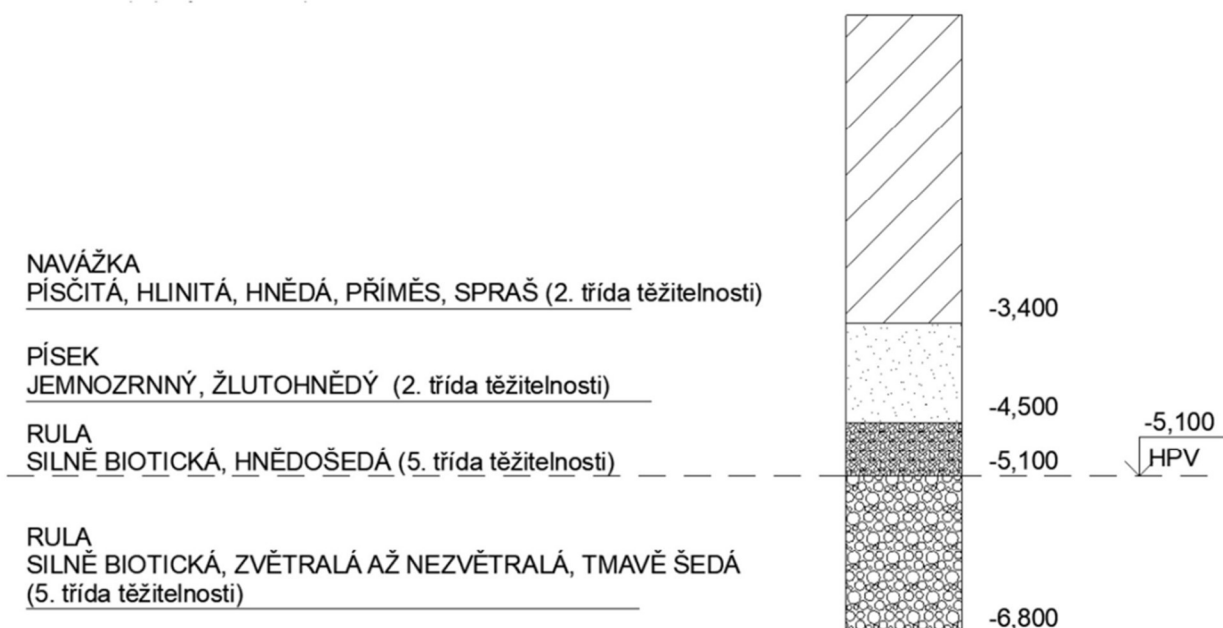 NAVÁŽKA
PÍSČITÁ, HLINITÁ, HNĚDÁ, PŘÍMĚS, SPRAŠ (2. třída těžitelnosti)
-3,400
PÍSEK
JEMNOZRNNÝ, ŽLUTOHNĚDÝ (2. třída těžitelnosti)
-4,500
RULA
SILNĚ BIOTICKÁ, HNĚDOŠEDÁ (5. třída těžitelnosti)
-5,100
-5,100
HPV
RULA
SILNĚ BIOTICKÁ, ZVĚTRALÁ AŽ NEZVĚTRALÁ, TMAVĚ ŠEDÁ
(5. třída těžitelnosti)
-6,800